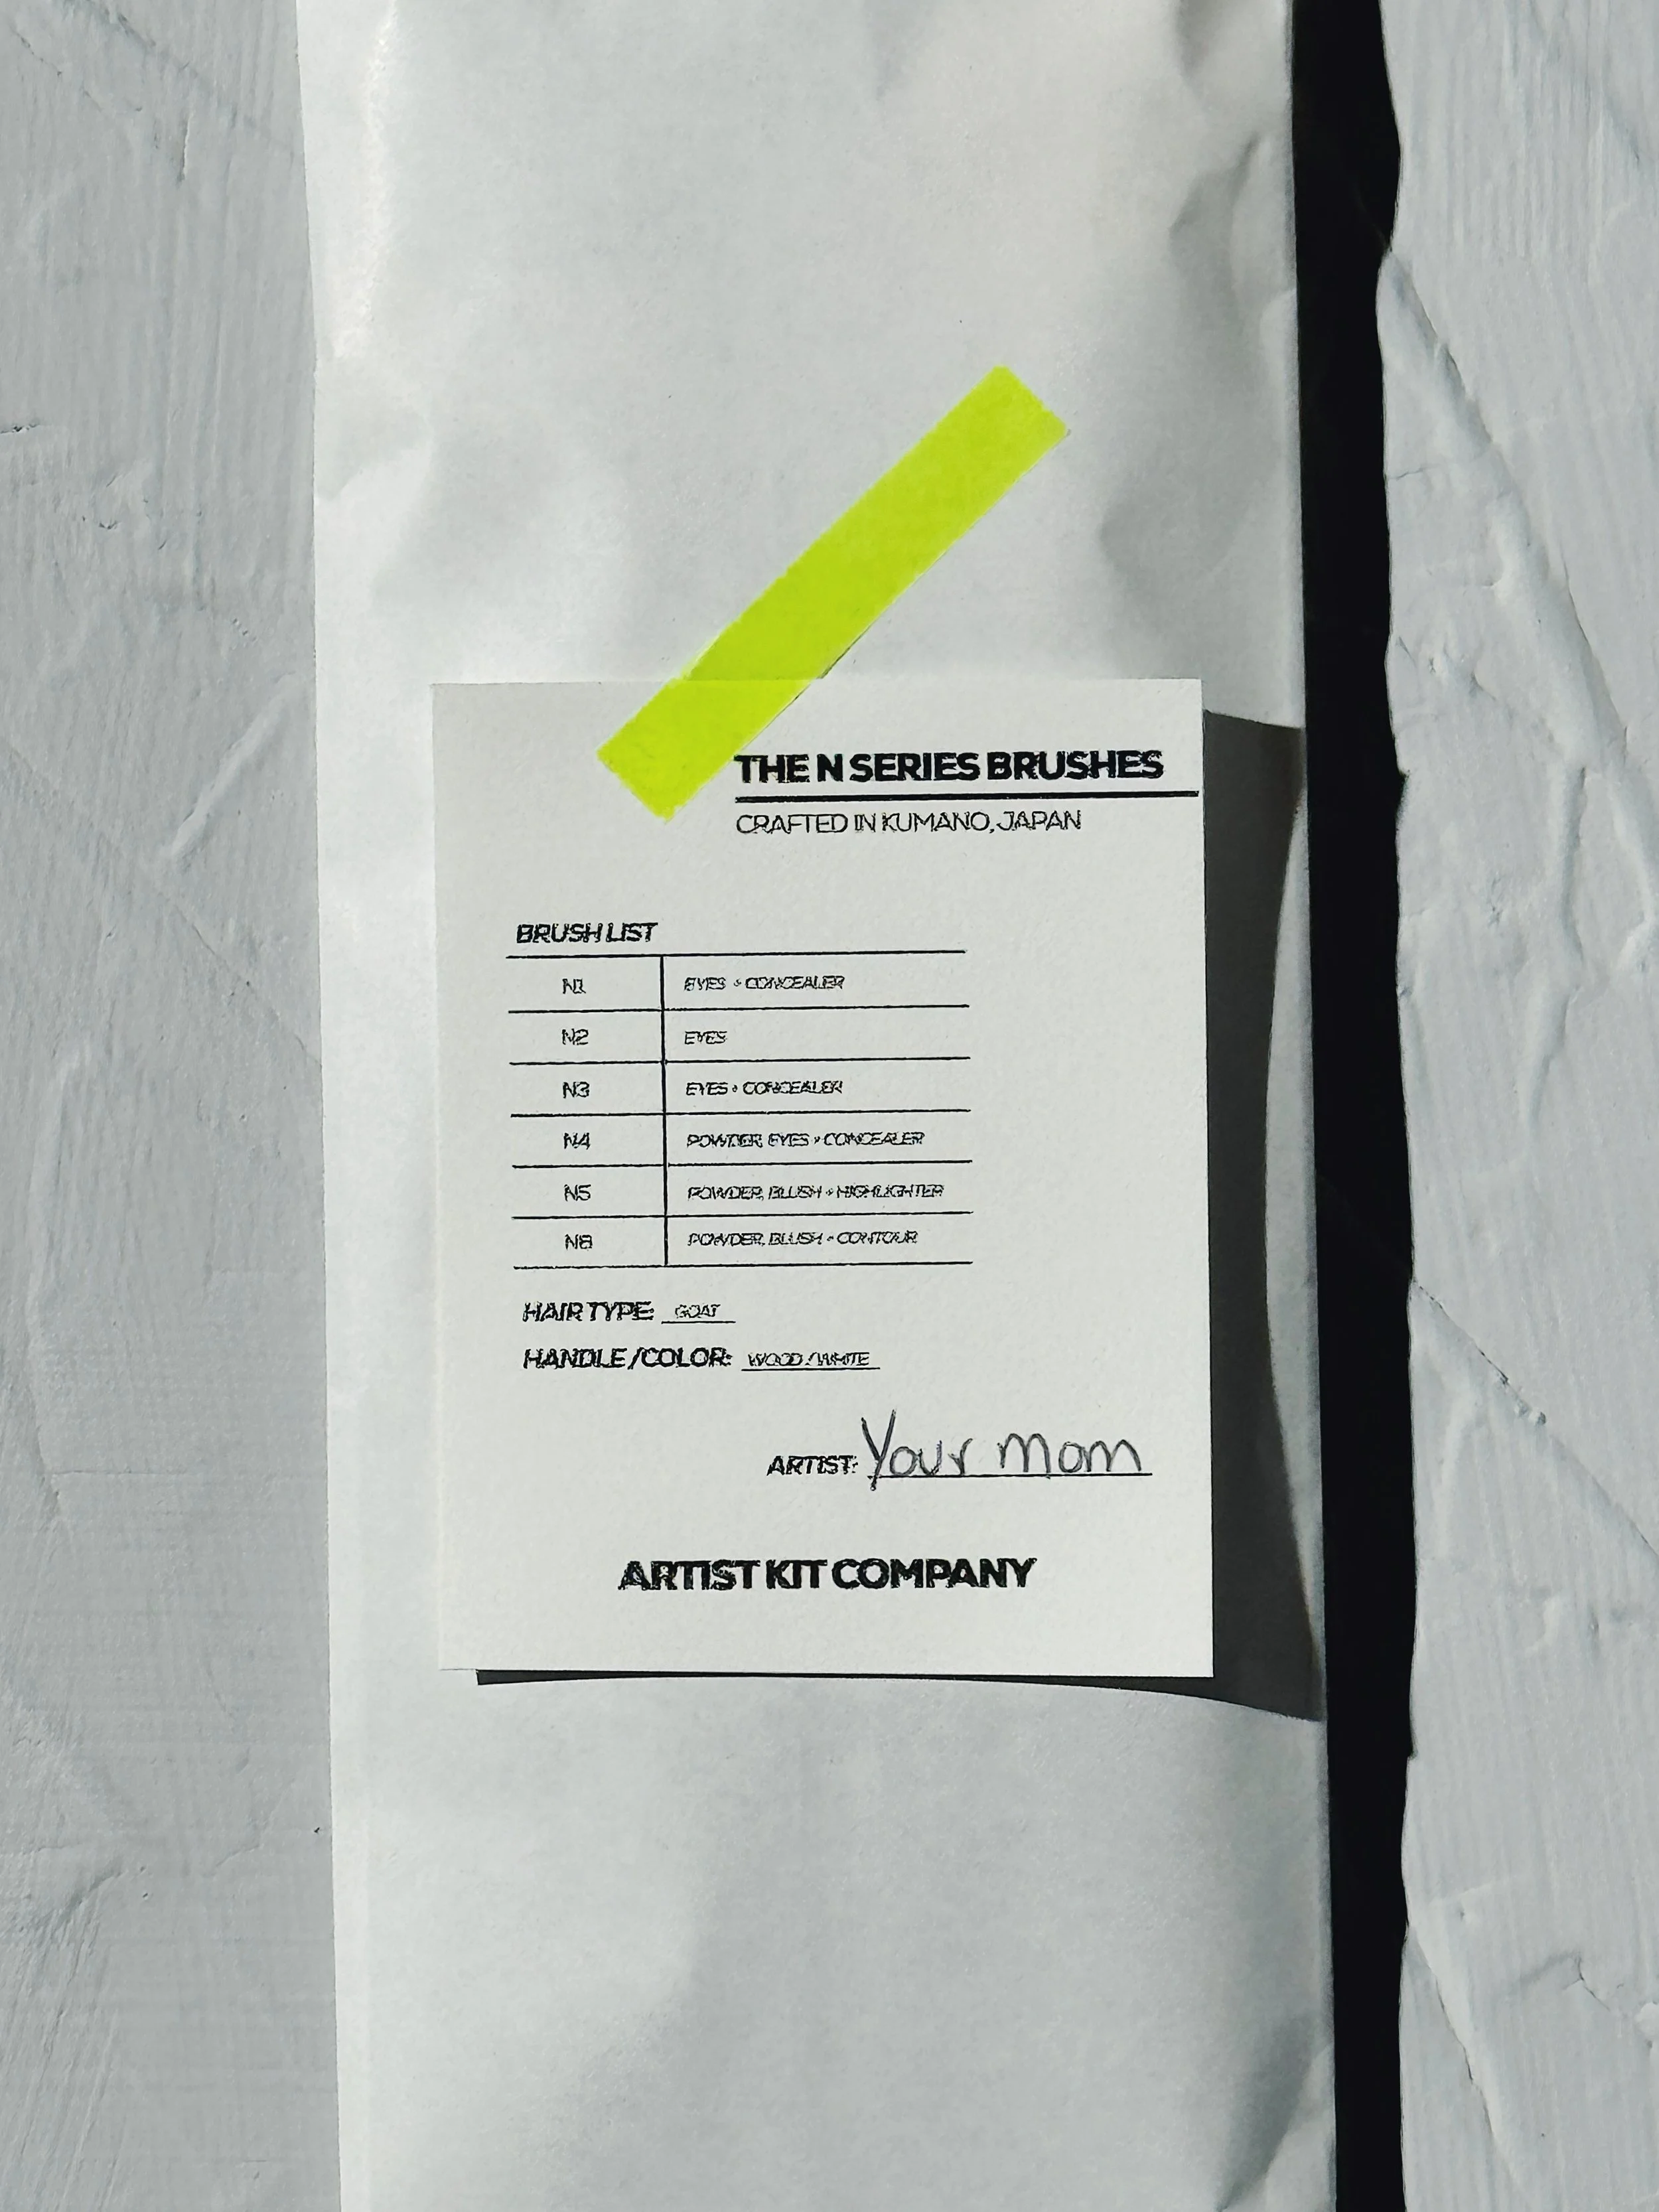 THE N SERIES BRUSHES
CRAFTED IN KUMANO, JAPAN
BRUSH LIST
N1 EYES + CONCEALER
N2 EYES
N3 EYES + CONCEALER
N4 POWDER, EYES + CONCEALER
N5 POWDER, BLUSH + HIGHLIGHTER
N8 POWDER, BLUSH + CONTOUR
HAIR TYPE: GOAT
HANDLE/COLOR: WOOD/WHITE
ARTIST: Your Mom
ARTIST KIT COMPANY